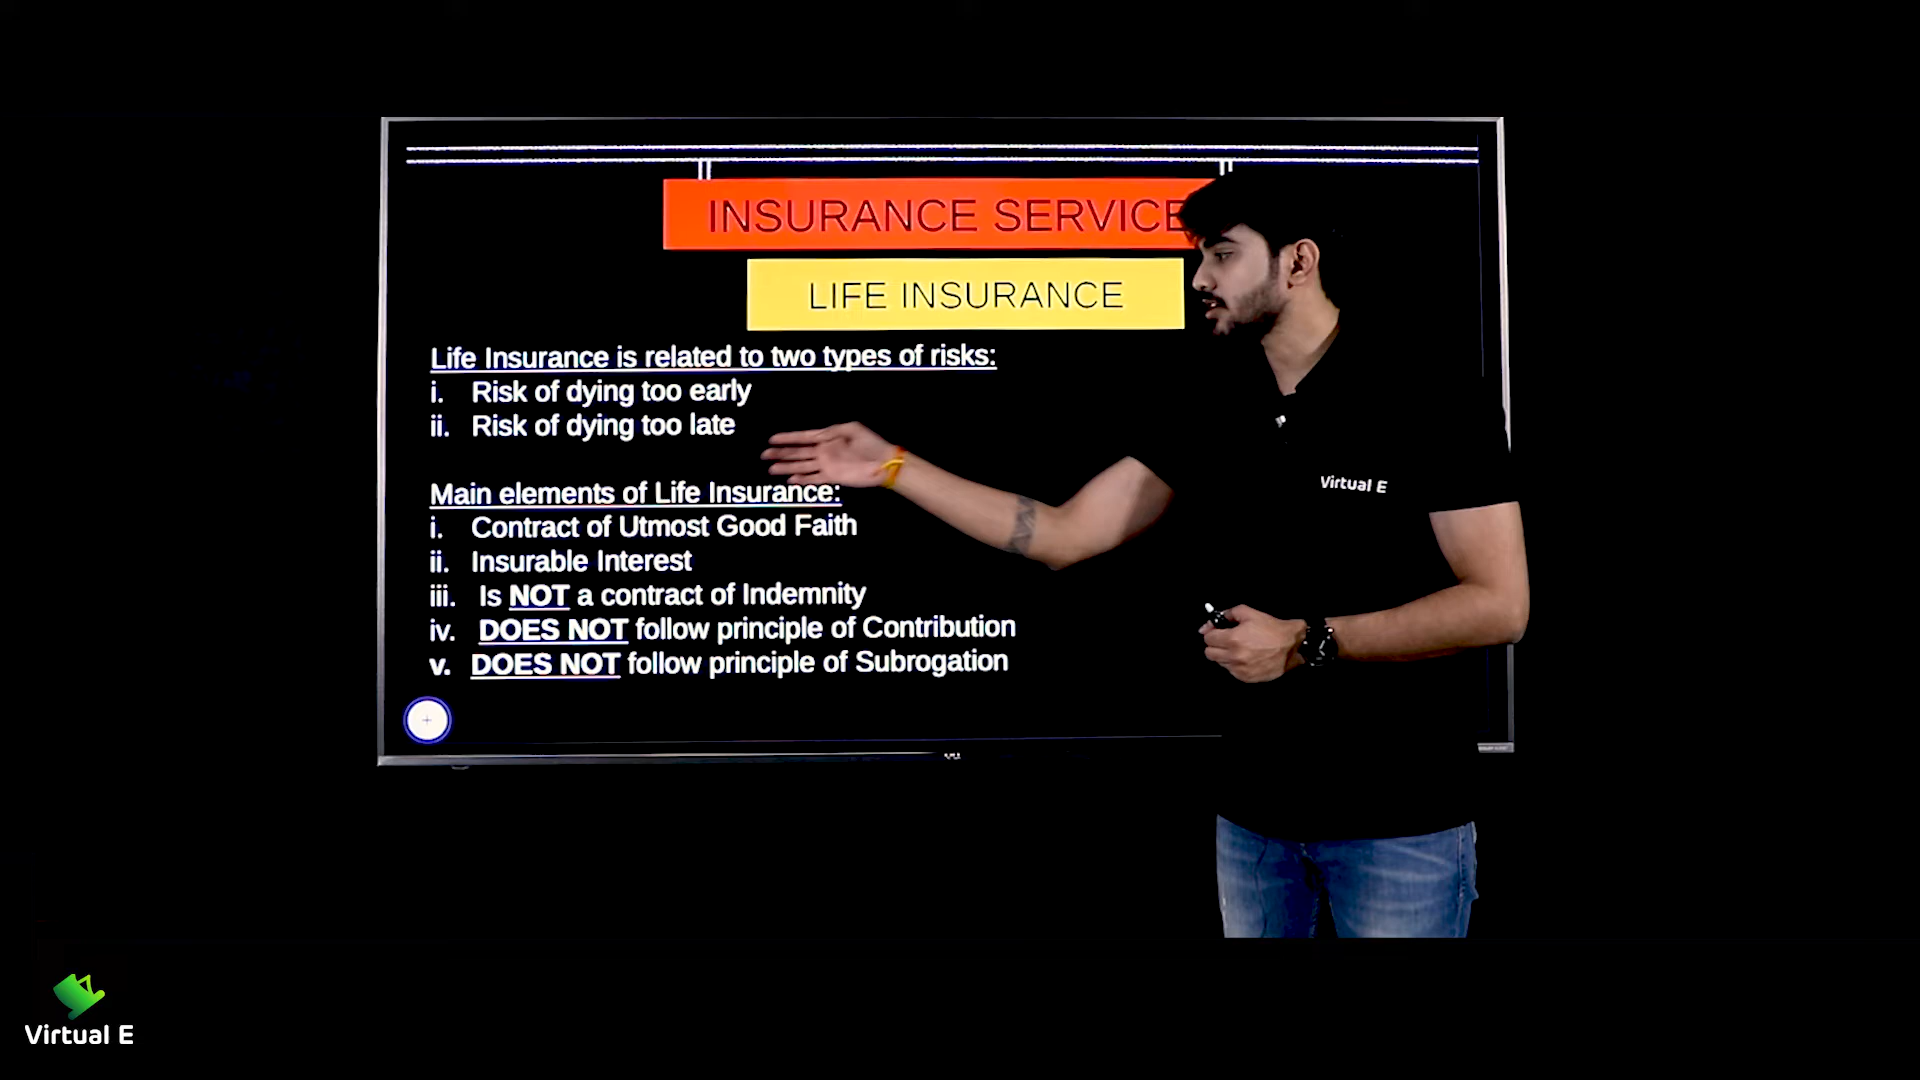 INSURANCE SERVICE
LIFE INSURANCE
Life Insurance is related to two types of risks:
i. Risk of dying too early
ii. Risk of dying too late
Main elements of Life Insurance:
i. Contract of Utmost Good Faith
ii. Insurable Interest
iii. Is NOT a contract of Indemnity
iv. DOES NOT follow principle of Contribution
v. DOES NOT follow principle of Subrogation
Virtual E
Virtual E